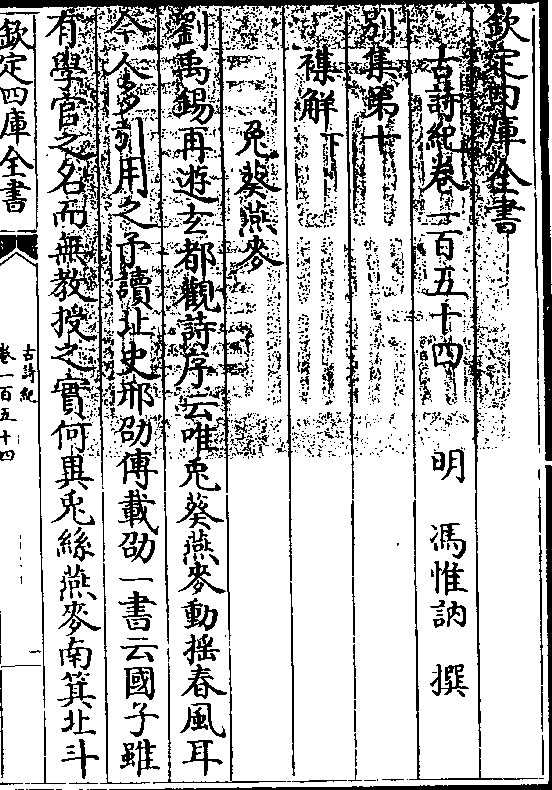 欽定四庫全書
古詩紀卷一百五十四 明 馮惟訥 撰
別集第十
襍解下
兎葵燕麥
劉禹錫再遊玄都觀詩序云唯兎葵燕麥動搖春風耳
今人多引用之予讀北史邢劭傳載劭一書云國子雖
有學官之名而無教授之實何異兎絲燕麥南箕北斗
欽定四庫全書
古詩紀
卷一百五十四
一